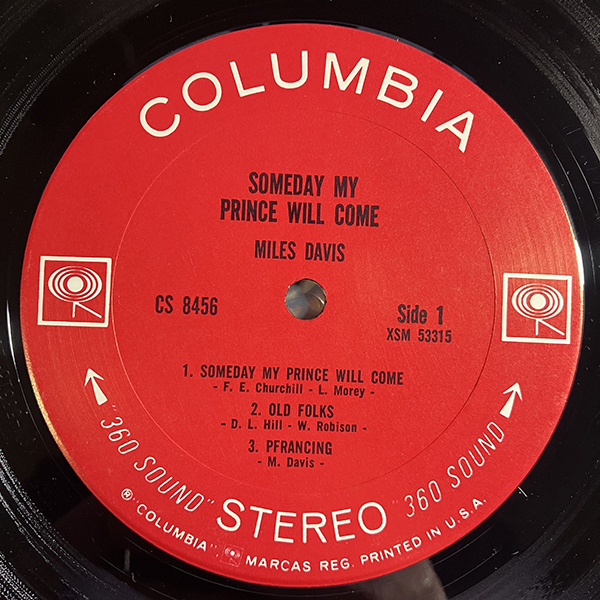 COLUMBIA
SOMEDAY MY
PRINCE WILL COME
MILES DAVIS
CS 8456
Side 1
XSM 53315
1. SOMEDAY MY PRINCE WILL COME
- F. E. Churchill - L. Morey -
2. OLD FOLKS
- D. L. Hill - W. Robison -
3. PFRANCING
- M. Davis -
"360 SOUND" STEREO "360 SOUND"
®"COLUMBIA", MARCAS REG. PRINTED IN U.S.A.